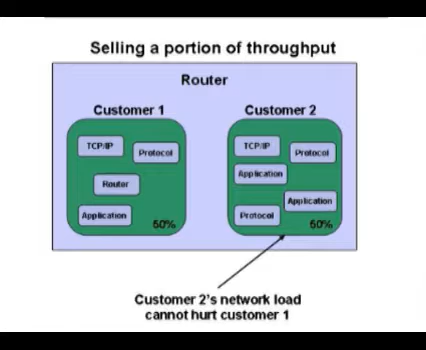 Selling a portion of throughput
Router
Customer 1
Customer 2
TCP/IP
Protocol
Router
Application
50%
TCP/IP
Protocol
Application
Application
Protocol
50%
Customer 2's network load
cannot hurt customer 1